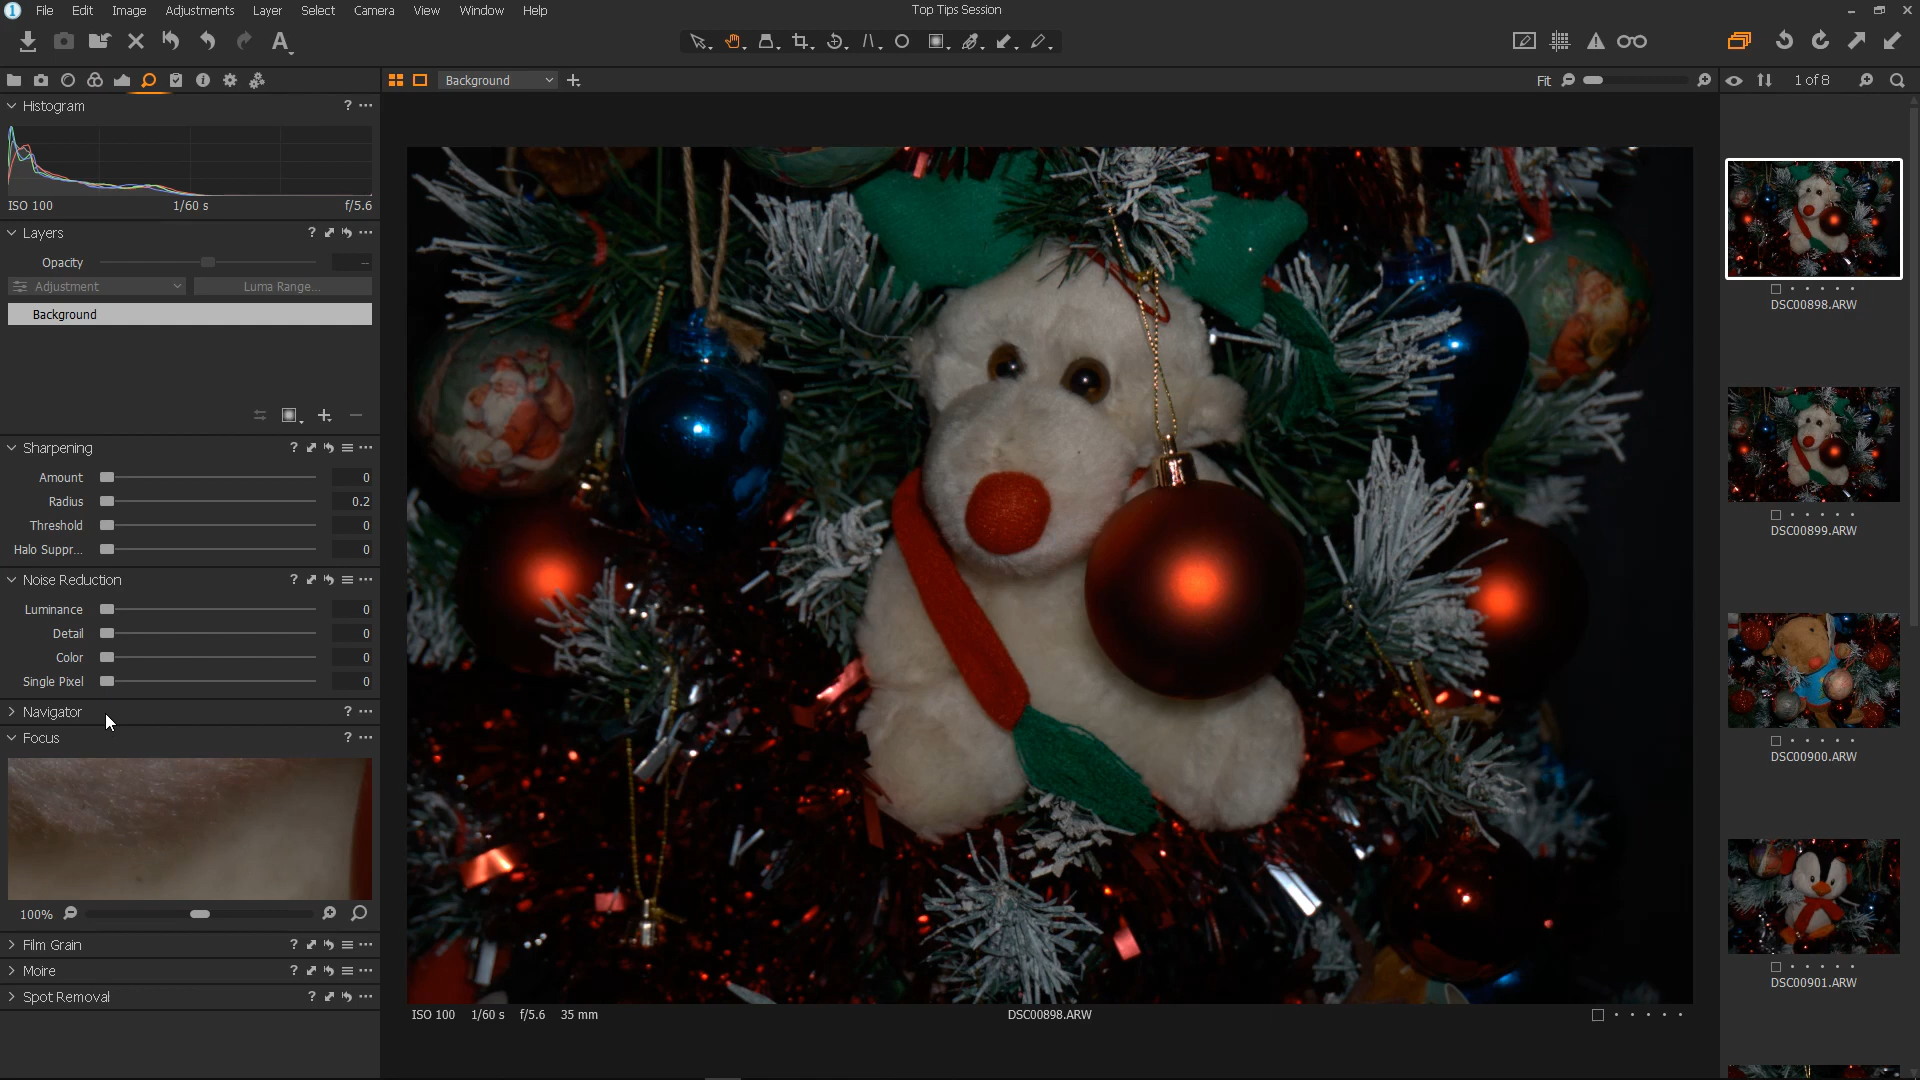 1 File Edit Image Adjustments Layer Select Camera View Window Help
Top Tips Session
A
Background
Fit
1 of 8
Histogram ?
ISO 100 1/60 s f/5.6
Layers ?
Opacity --
Adjustment Luma Range...
Background
Sharpening ?
Amount 0
Radius 0.2
Threshold 0
Halo Suppr... 0
Noise Reduction ?
Luminance 0
Detail 0
Color 0
Single Pixel 0
Navigator ?
Focus ?
100%
Film Grain ?
Moire ?
Spot Removal ?
ISO 100 1/60 s f/5.6 35 mm
DSC00898.ARW
DSC00898.ARW
DSC00899.ARW
DSC00900.ARW
DSC00901.ARW